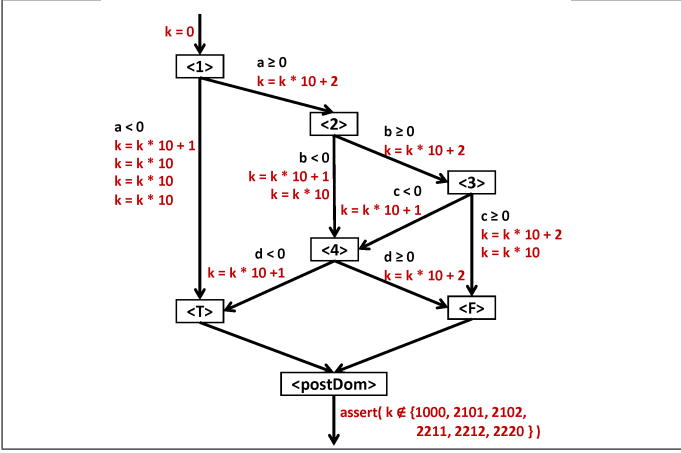 k = 0
<1>
a ≥ 0
k = k * 10 + 2
<2>
a < 0
k = k * 10 + 1
k = k * 10
k = k * 10
k = k * 10
b ≥ 0
k = k * 10 + 2
b < 0
k = k * 10 + 1
k = k * 10
<3>
c < 0
k = k * 10 + 1
c ≥ 0
k = k * 10 + 2
k = k * 10
<4>
d < 0
k = k * 10 +1
d ≥ 0
k = k * 10 + 2
<T>
<F>
<postDom>
assert( k ∉ {1000, 2101, 2102,
2211, 2212, 2220 } )